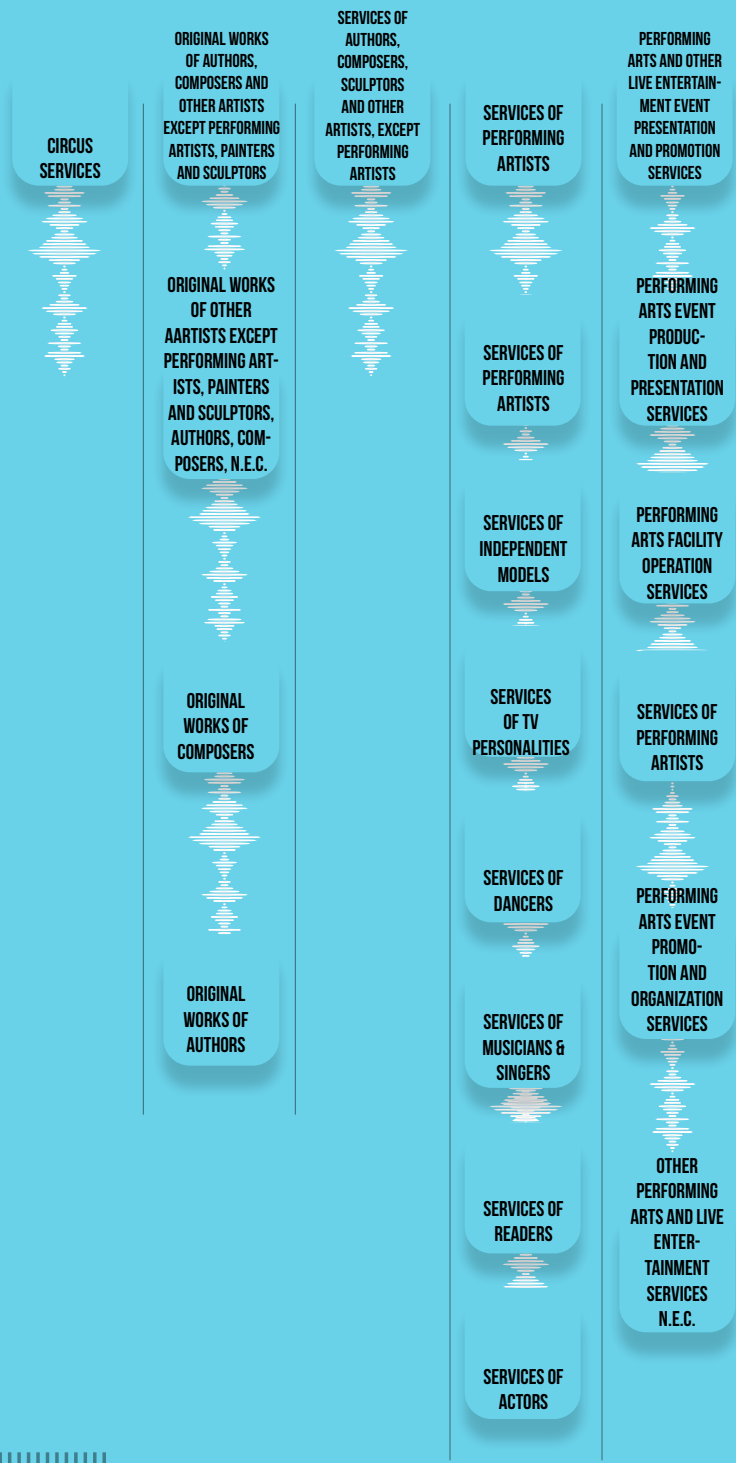 CIRCUS
SERVICES
ORIGINAL WORKS
OF AUTHORS,
COMPOSERS AND
OTHER ARTISTS
EXCEPT PERFORMING
ARTISTS, PAINTERS
AND SCULPTORS
ORIGINAL WORKS
OF OTHER
AARTISTS EXCEPT
PERFORMING ART-
ISTS, PAINTERS
AND SCULPTORS,
AUTHORS, COM-
POSERS, N.E.C.
ORIGINAL
WORKS OF
COMPOSERS
ORIGINAL
WORKS OF
AUTHORS
SERVICES OF
AUTHORS,
COMPOSERS,
SCULPTORS
AND OTHER
ARTISTS, EXCEPT
PERFORMING
ARTISTS
SERVICES OF
PERFORMING
ARTISTS
SERVICES OF
PERFORMING
ARTISTS
SERVICES OF
INDEPENDENT
MODELS
SERVICES
OF TV
PERSONALITIES
SERVICES OF
DANCERS
SERVICES OF
MUSICIANS &
SINGERS
SERVICES OF
READERS
SERVICES OF
ACTORS
PERFORMING
ARTS AND OTHER
LIVE ENTERTAIN-
MENT EVENT
PRESENTATION
AND PROMOTION
SERVICES
PERFORMING
ARTS EVENT
PRODUC-
TION AND
PRESENTATION
SERVICES
PERFORMING
ARTS FACILITY
OPERATION
SERVICES
SERVICES OF
PERFORMING
ARTISTS
PERFORMING
ARTS EVENT
PROMO-
TION AND
ORGANIZATION
SERVICES
OTHER
PERFORMING
ARTS AND LIVE
ENTER-
TAINMENT
SERVICES
N.E.C.